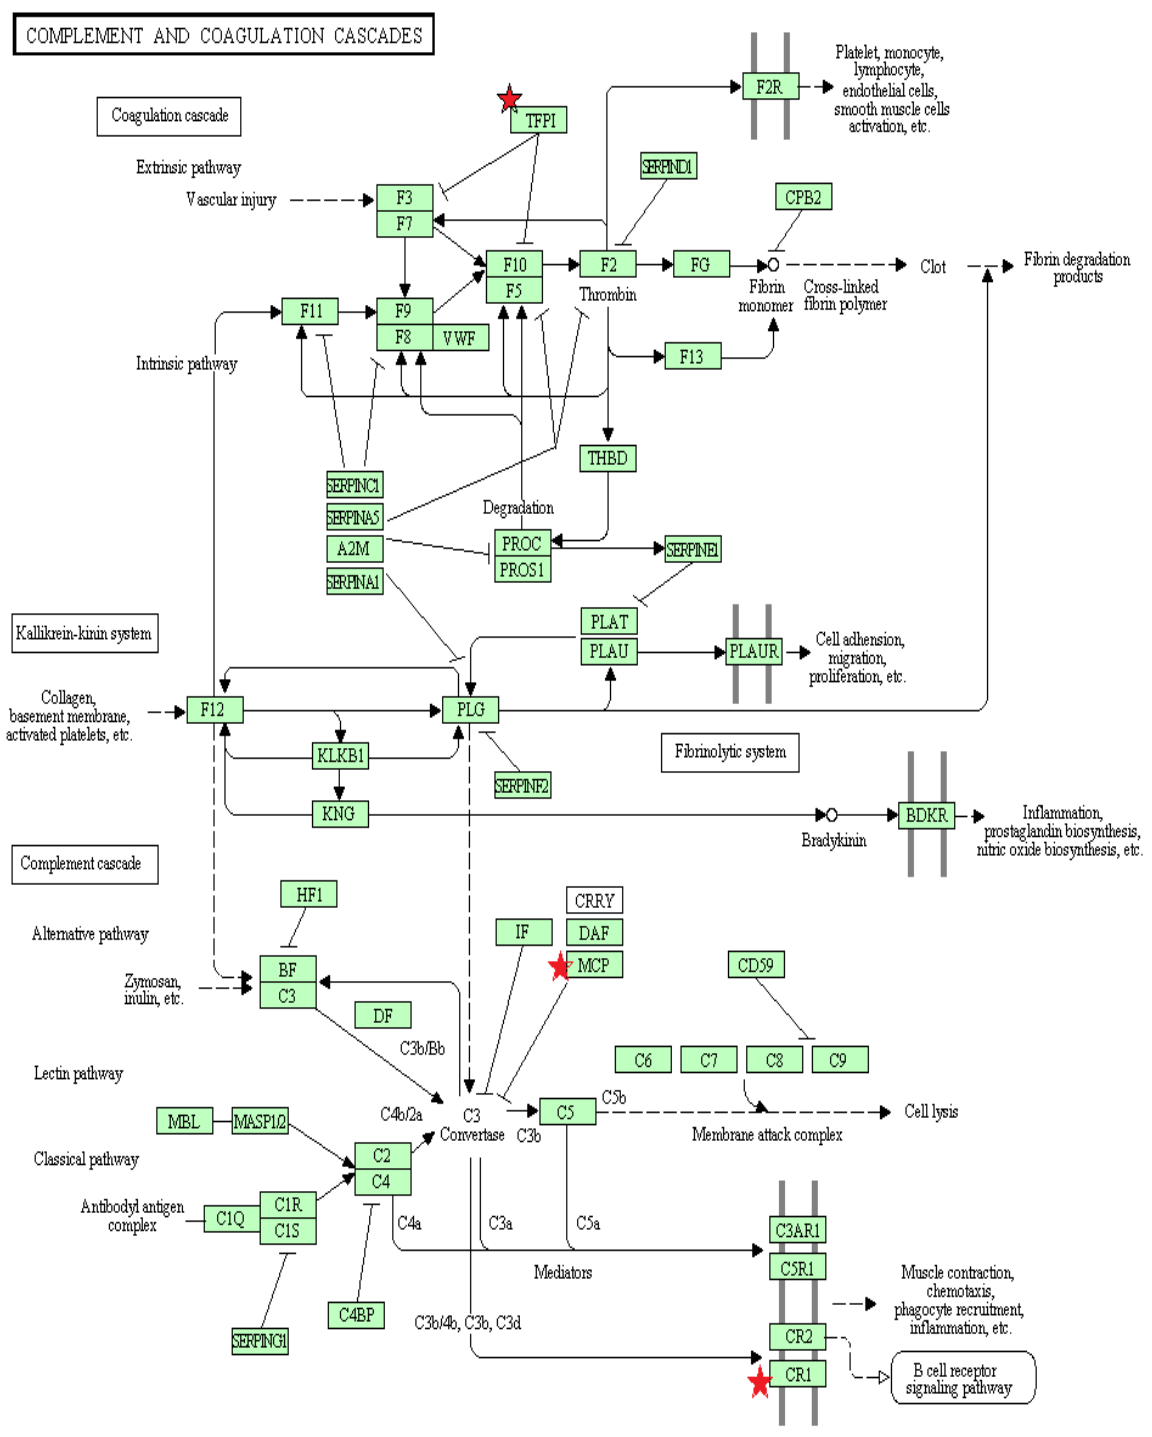 COMPLEMENT AND COAGULATION CASCADES
Platelet, monocyte,
lymphocyte,
endothelial cells,
smooth muscle cells
activation, etc.
F2R
Coagulation cascade
TFPI
Extrinsic pathway
SERPIND1
Vascular injury
F3
F7
CPB2
F10
F5
F2
Thrombin
FG
Fibrin
monomer
Cross-linked
fibrin polymer
Clot
Fibrin degradation
products
F11
F9
F8
VWF
F13
Intrinsic pathway
THBD
SERPINC1
SERPINA5
A2M
SERPINA1
Degradation
PROC
PROS1
SERPINE1
Kallikrein-kinin system
PLAT
PLAU
PLAUR
Cell adhension,
migration,
proliferation, etc.
Collagen,
basement membrane,
activated platelets, etc.
F12
PLG
KLKB1
SERPINF2
Fibrinolytic system
KNG
Bradykinin
BDKR
Inflammation,
prostaglandin biosynthesis,
nitric oxide biosynthesis, etc.
Complement cascade
HF1
CRRY
IF
DAF
MCP
Alternative pathway
CD59
Zymosan,
inulin, etc.
BF
C3
DF
C3b/Bb
C6
C7
C8
C9
Lectin pathway
MBL
MASP1/2
C4b/2a
C3
Convertase
C3b
C5
C5b
Membrane attack complex
Cell lysis
Classical pathway
C2
C4
Antibodyl antigen
complex
C1Q
C1R
C1S
C4a
C3a
C5a
Mediators
C3AR1
C5R1
Muscle contraction,
chemotaxis,
phagocyte recruitment,
inflammation, etc.
C4BP
SERPING1
C3b/4b, C3b, C3d
CR2
CR1
B cell receptor
signaling pathway